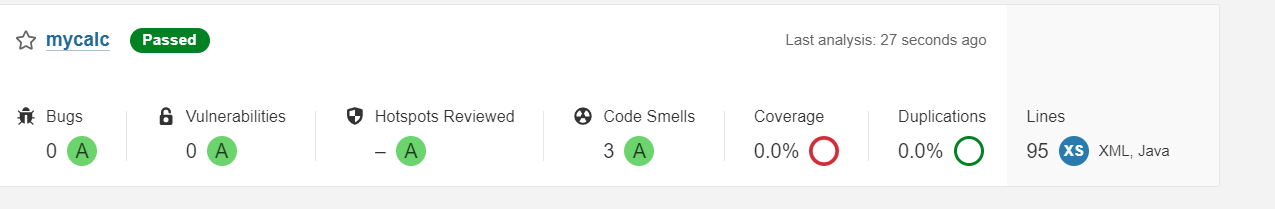 mycalc Passed Last analysis: 27 seconds ago
Bugs Vulnerabilities Hotspots Reviewed Code Smells Coverage Duplications Lines
0 A 0 A – A 3 A 0.0% 0.0% 95 XS XML, Java